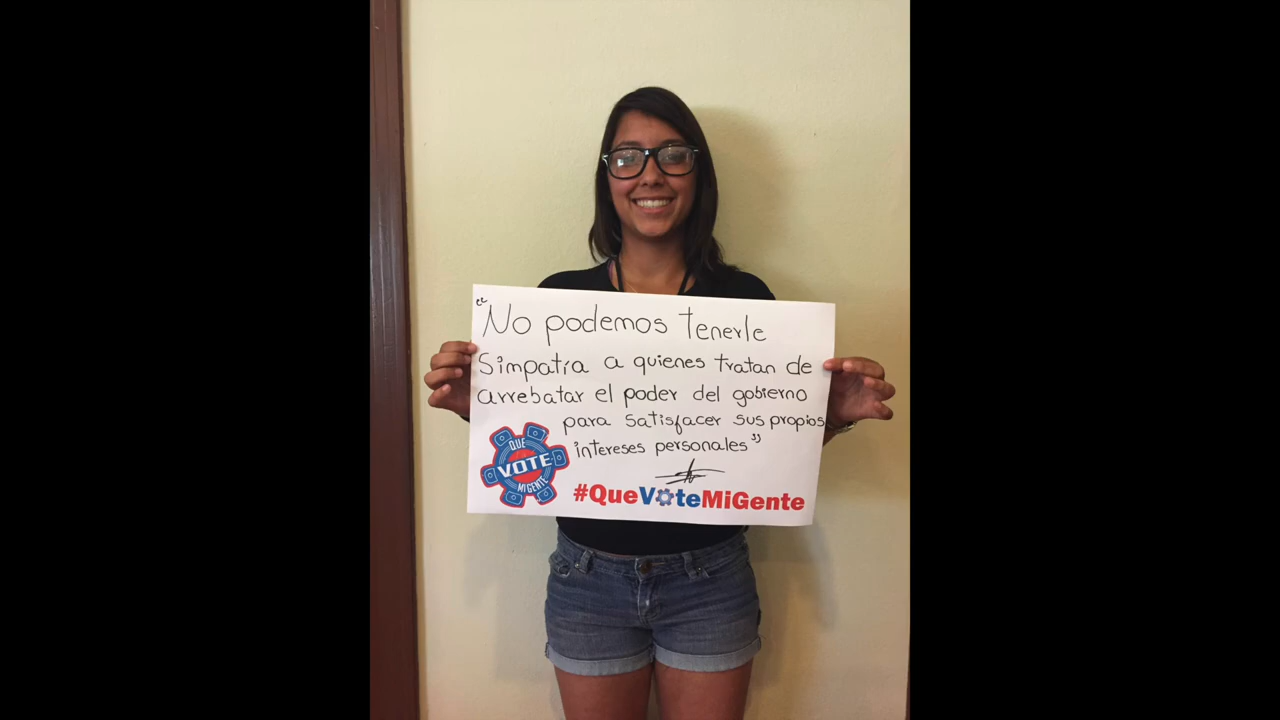 “No podemos tenerle
Simpatía a quienes tratan de
arrebatar el poder del gobierno
para satisfacer sus propios
intereses personales”
QUE
VOTE
MI GENTE
#QueVoteMiGente